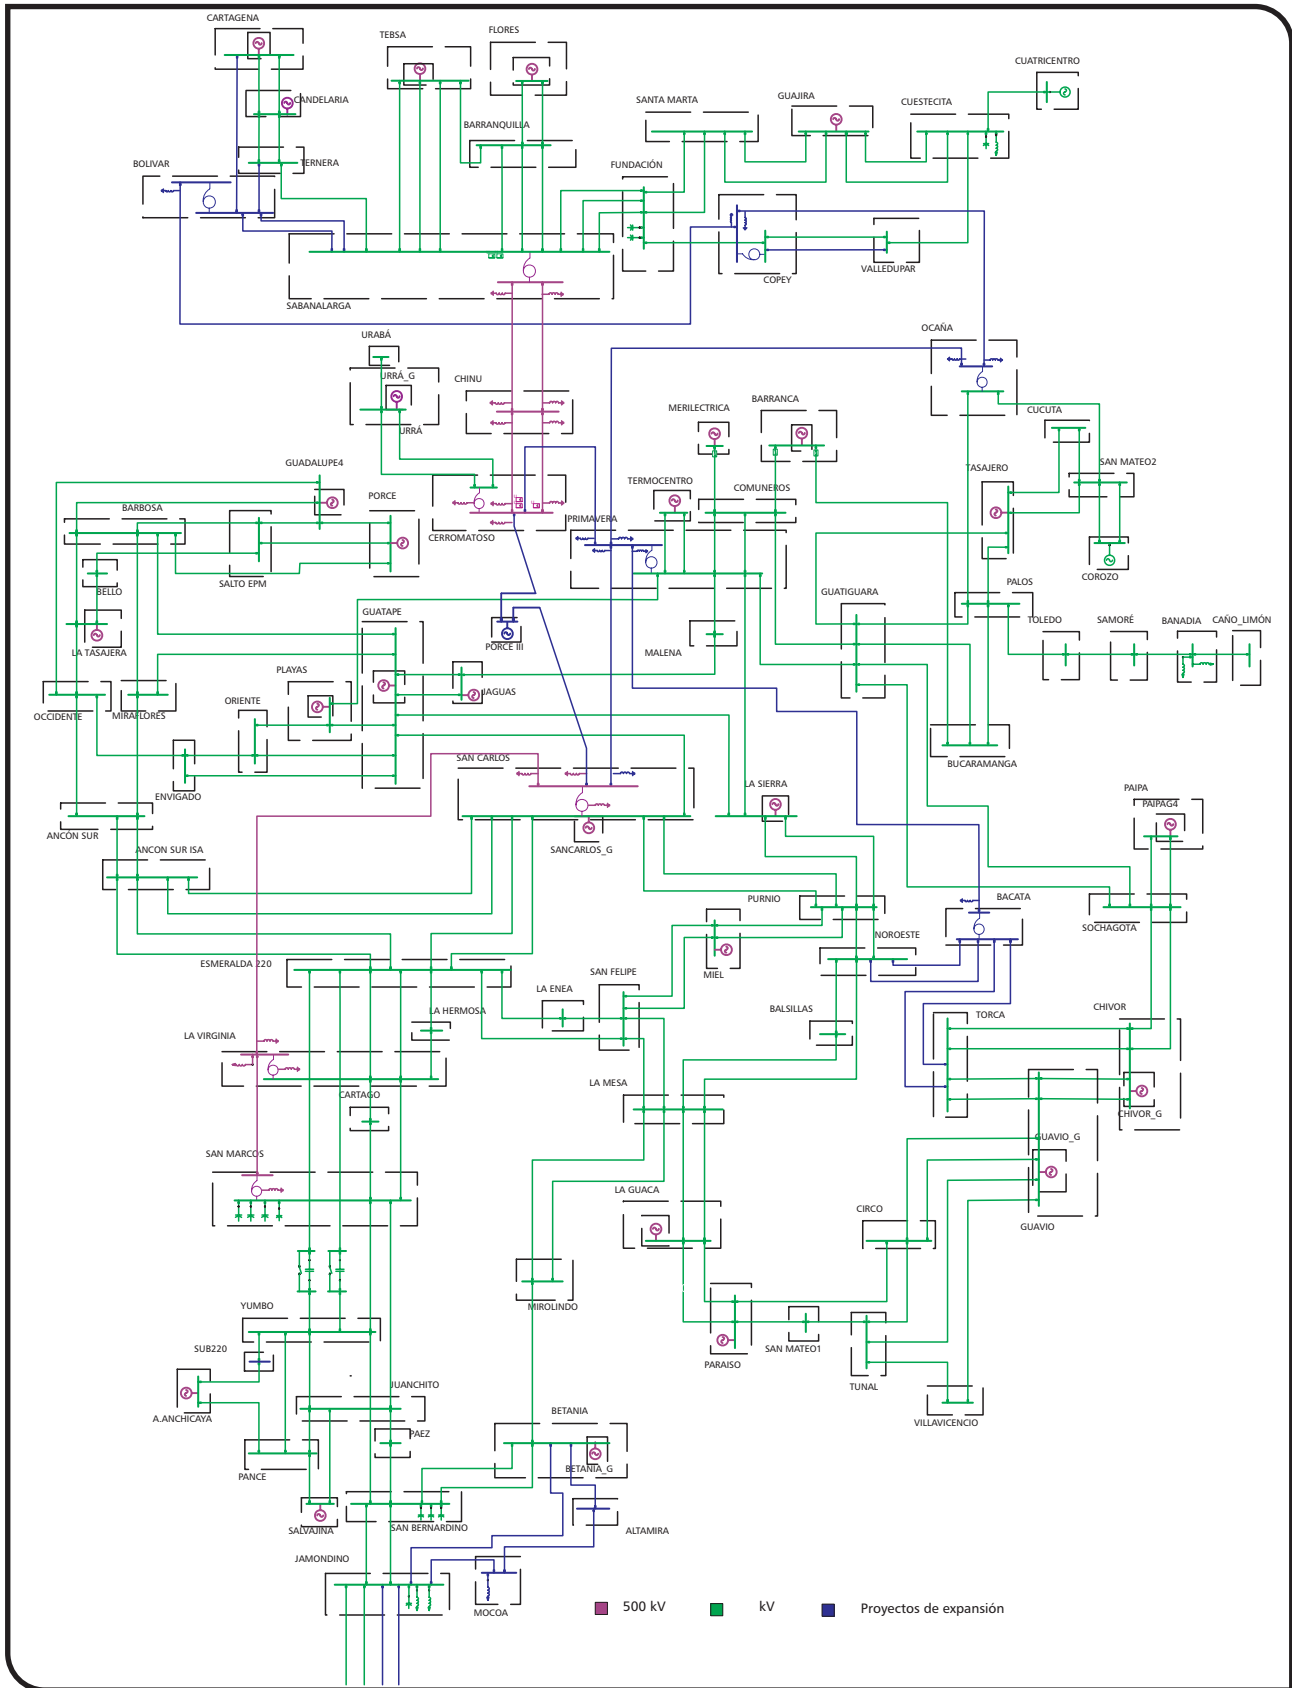 CARTAGENA
TEBSA
FLORES
CUATRICENTRO
CANDELARIA
SANTA MARTA
GUAJIRA
CUESTECITA
BARRANQUILLA
BOLIVAR
TERNERA
FUNDACIÓN
VALLEDUPAR
COPEY
SABANALARGA
OCAÑA
URABÁ
URRÁ_G
CHINU
MERILECTRICA
BARRANCA
CUCUTA
URRÁ
GUADALUPE4
PORCE
TERMOCENTRO
COMUNEROS
TASAJERO
SAN MATEO2
BARBOSA
CERROMATOSO
PRIMAVERA
COROZO
SALTO EPM
BELLO
GUATAPE
GUATIGUARA
PALOS
LA TASAJERA
PORCE III
MALENA
TOLEDO
SAMORÉ
BANADIA
CAÑO_LIMÓN
PLAYAS
JAGUAS
OCCIDENTE
MIRAFLORES
ORIENTE
BUCARAMANGA
SAN CARLOS
ENVIGADO
LA SIERRA
PAIPA
PAIPAG4
ANCÓN SUR
ANCON SUR ISA
SANCARLOS_G
PURNIO
BACATA
SOCHAGOTA
MIEL
NOROESTE
ESMERALDA 220
SAN FELIPE
LA ENEA
LA HERMOSA
BALSILLAS
TORCA
CHIVOR
LA VIRGINIA
CARTAGO
LA MESA
CHIVOR_G
GUAVIO_G
SAN MARCOS
LA GUACA
CIRCO
GUAVIO
YUMBO
MIROLINDO
SUB220
SAN MATEO1
PARAISO
TUNAL
JUANCHITO
A.ANCHICAYA
BETANIA
VILLAVICENCIO
PAEZ
PANCE
BETANIA_G
SALVAJINA
SAN BERNARDINO
ALTAMIRA
JAMONDINO
MOCOA
500 kV
kV
Proyectos de expansión